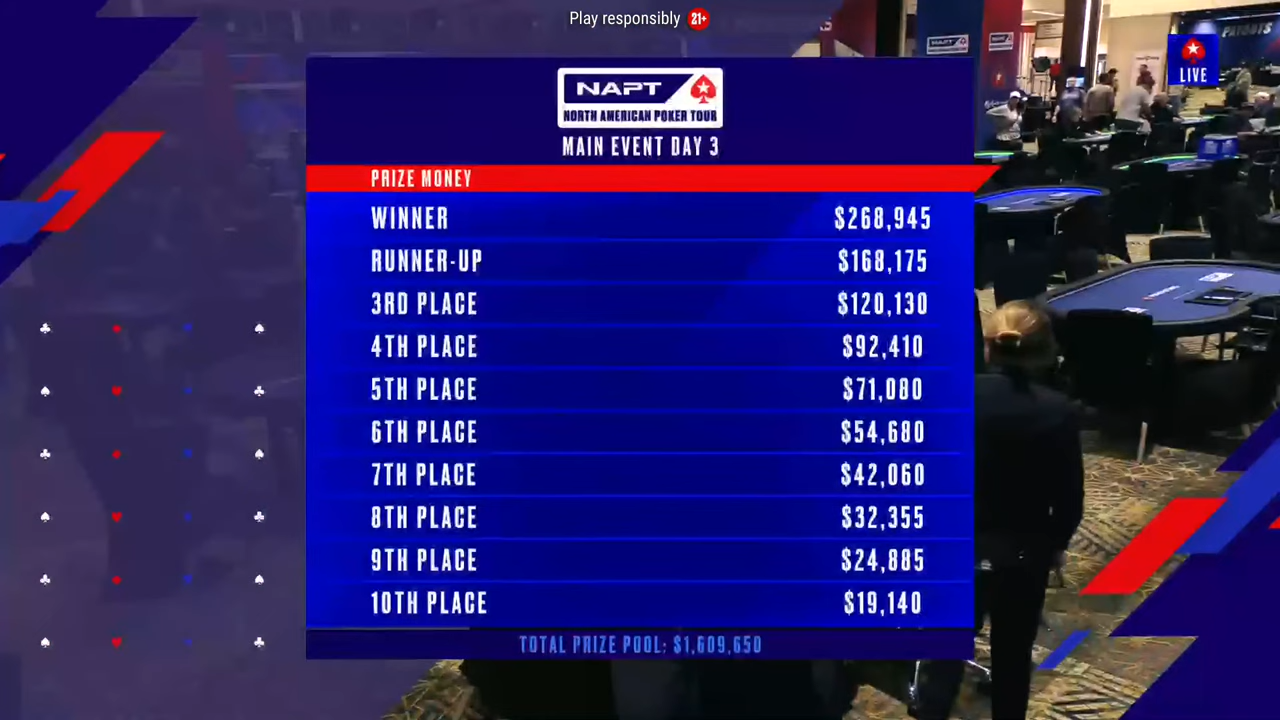 Play responsibly 21+
PAYOUTS
LIVE
NAPT
NORTH AMERICAN POKER TOUR
MAIN EVENT DAY 3
PRIZE MONEY
WINNER $268,945
RUNNER-UP $168,175
3RD PLACE $120,130
4TH PLACE $92,410
5TH PLACE $71,080
6TH PLACE $54,680
7TH PLACE $42,060
8TH PLACE $32,355
9TH PLACE $24,885
10TH PLACE $19,140
TOTAL PRIZE POOL: $1,609,650